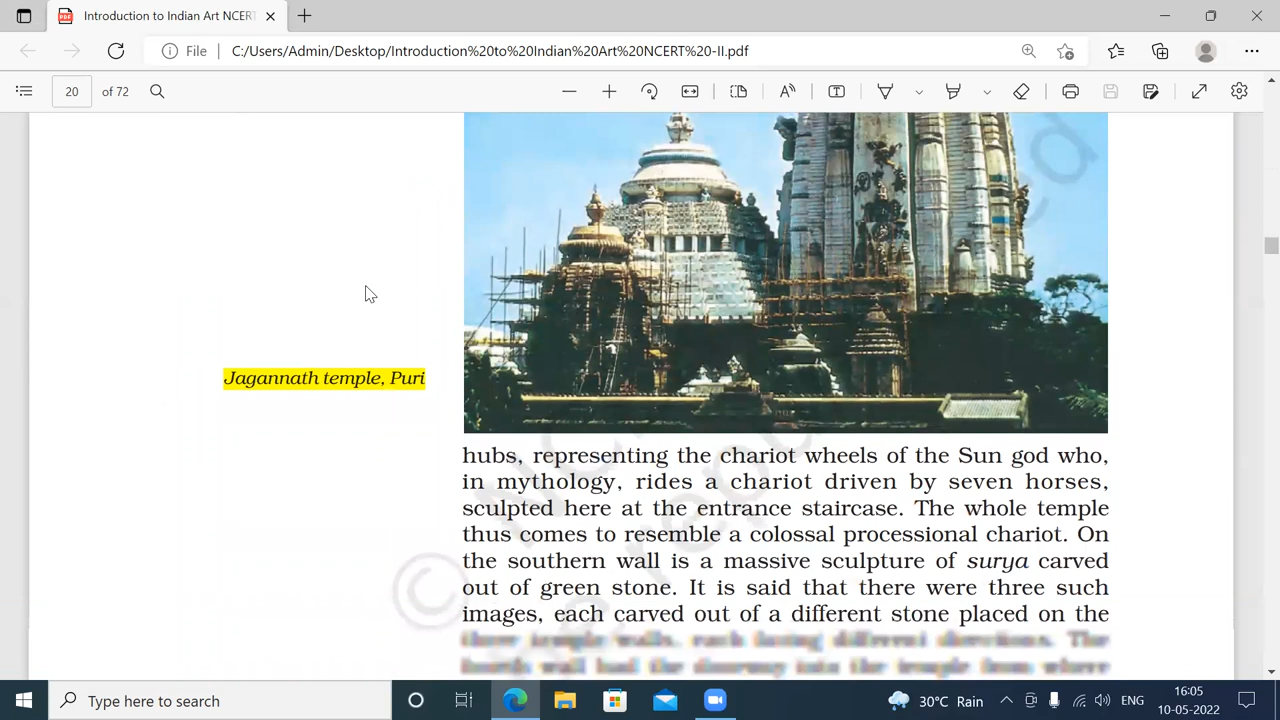 Introduction to Indian Art NCERT
File
C:/Users/Admin/Desktop/Introduction%20to%20Indian%20Art%20NCERT%20-II.pdf
20 of 72
Jagannath temple, Puri
hubs, representing the chariot wheels of the Sun god who,
in mythology, rides a chariot driven by seven horses,
sculpted here at the entrance staircase. The whole temple
thus comes to resemble a colossal processional chariot. On
the southern wall is a massive sculpture of surya carved
out of green stone. It is said that there were three such
images, each carved out of a different stone placed on the
Type here to search
30°C Rain
ENG
16:05
10-05-2022